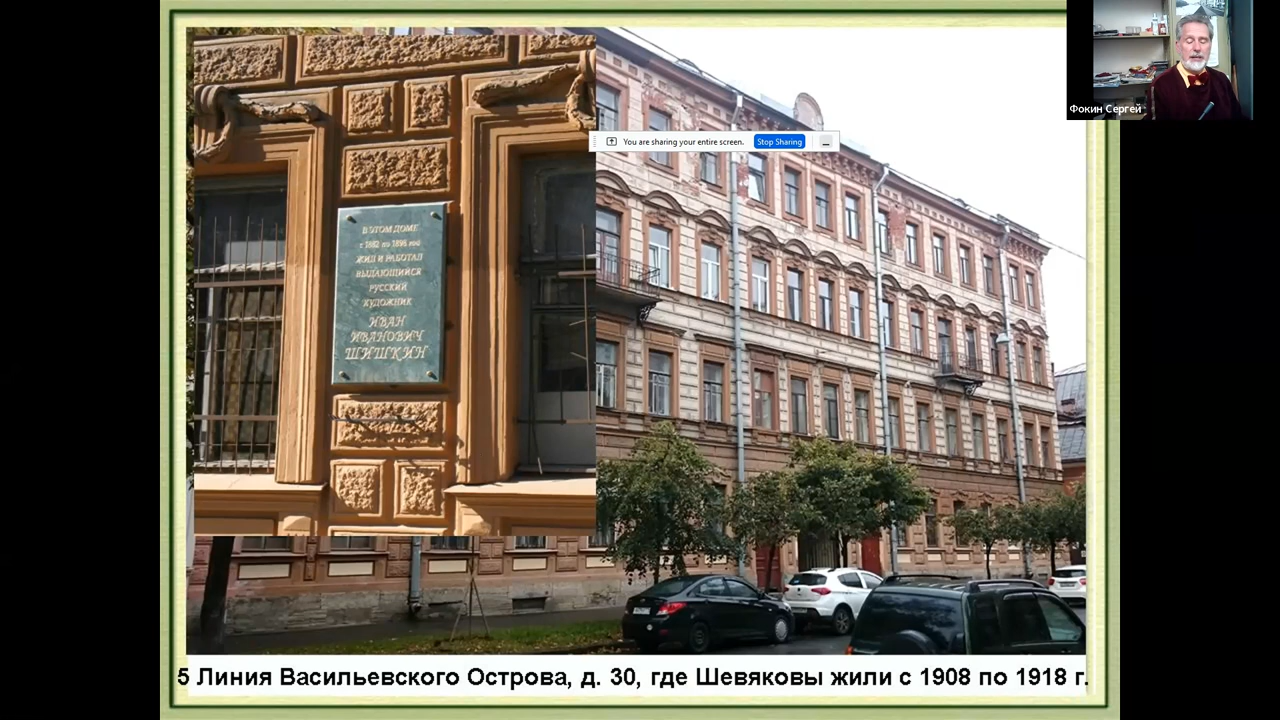 Фокин Сергей
You are sharing your entire screen.
Stop Sharing
В ЭТОМ ДОМЕ
с 1882 по 1898 год
ЖИЛ И РАБОТАЛ
ВЫДАЮЩИЙСЯ
РУССКИЙ
ХУДОЖНИК
ИВАН
ИВАНОВИЧ
ШИШКИН
5 Линия Васильевского Острова, д. 30, где Шевяковы жили с 1908 по 1918 г.